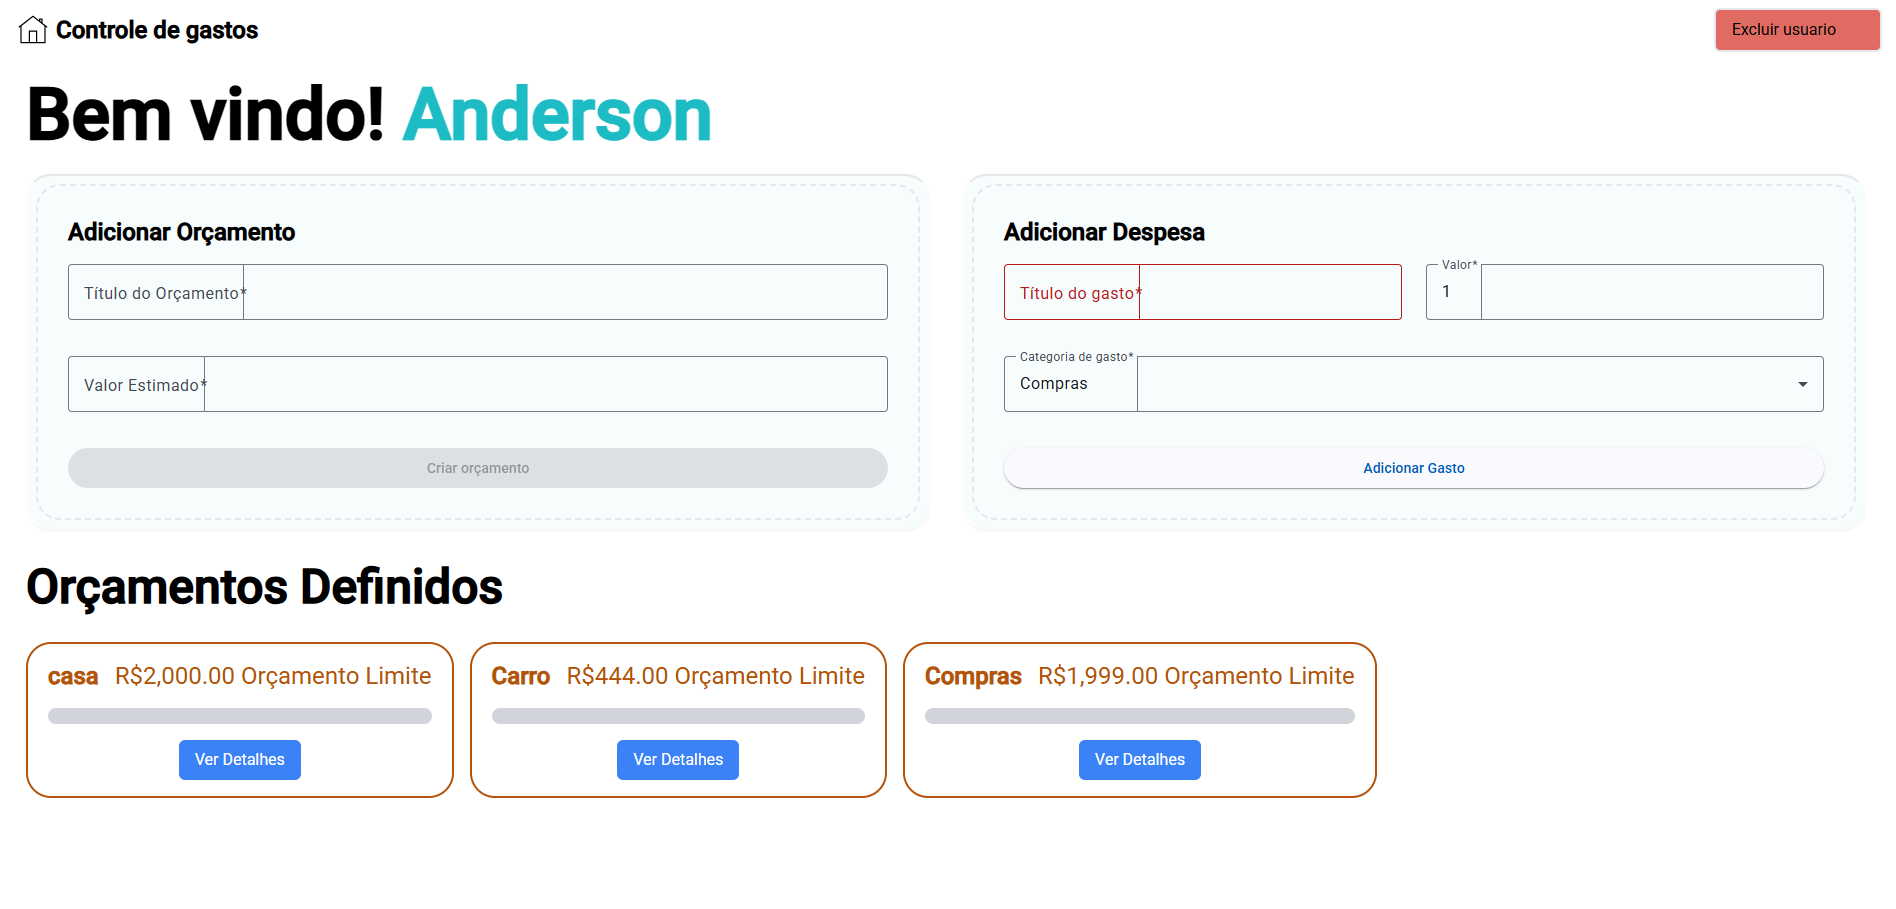 Controle de gastos
Excluir usuario
Bem vindo! Anderson
Adicionar Orçamento
Título do Orçamento*
Valor Estimado*
Criar orçamento
Adicionar Despesa
Título do gasto*
Valor*
1
Categoria de gasto*
Compras
Adicionar Gasto
Orçamentos Definidos
casa R$2,000.00 Orçamento Limite
Ver Detalhes
Carro R$444.00 Orçamento Limite
Ver Detalhes
Compras R$1,999.00 Orçamento Limite
Ver Detalhes